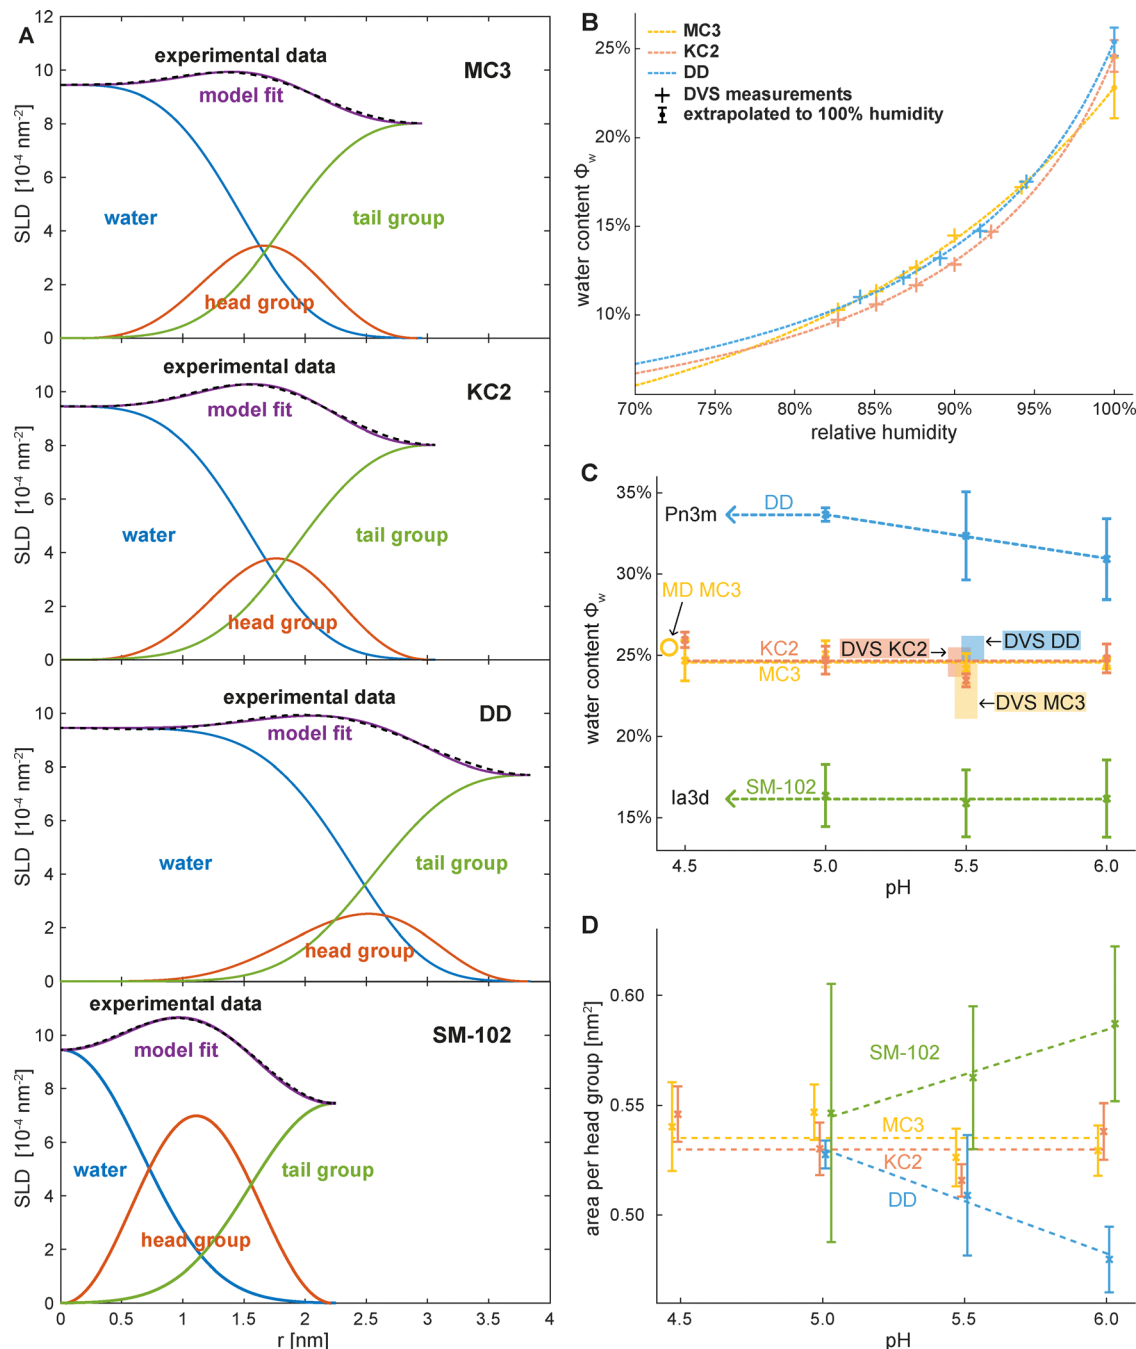 A
12
10
8
6
4
2
0
SLD [10-4 nm-2]
experimental data
model fit
MC3
water
tail group
head group
10
8
6
4
2
0
SLD [10-4 nm-2]
experimental data
model fit
KC2
water
tail group
head group
10
8
6
4
2
0
SLD [10-4 nm-2]
model fit
DD
water
tail group
head group
10
8
6
4
2
0
SLD [10-4 nm-2]
experimental data
model fit
SM-102
water
tail group
head group
0 0.5 1 1.5 2 2.5 3 3.5 4
r [nm]
B
MC3
KC2
DD
DVS measurements
extrapolated to 100% humidity
25%
20%
15%
10%
water content Φw
70% 75% 80% 85% 90% 95% 100%
relative humidity
C
35%
30%
25%
20%
15%
water content Φw
Pn3m
DD
MD MC3
KC2
MC3
DVS KC2
DVS DD
DVS MC3
Ia3d
SM-102
4.5 5.0 5.5 6.0
pH
D
0.60
0.55
0.50
area per head group [nm2]
SM-102
MC3
KC2
DD
4.5 5.0 5.5 6.0
pH